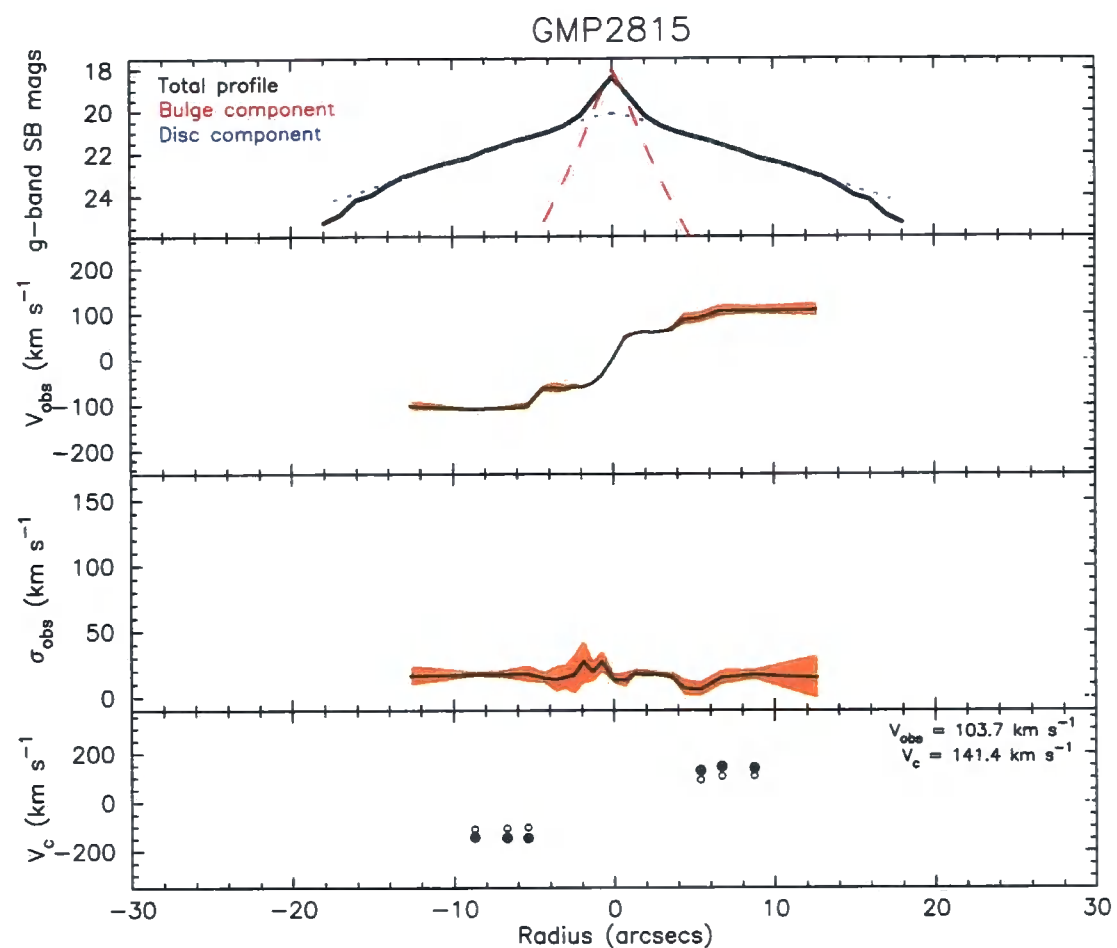 GMP2815
g-band SB mags
18
20
22
24
Total profile
Bulge component
Disc component
V_obs (km s⁻¹)
200
100
0
−100
−200
σ_obs (km s⁻¹)
150
100
50
0
V_c (km s⁻¹)
200
0
−200
V_obs = 103.7 km s⁻¹
V_c = 141.4 km s⁻¹
−30 −20 −10 0 10 20 30
Radius (arcsecs)